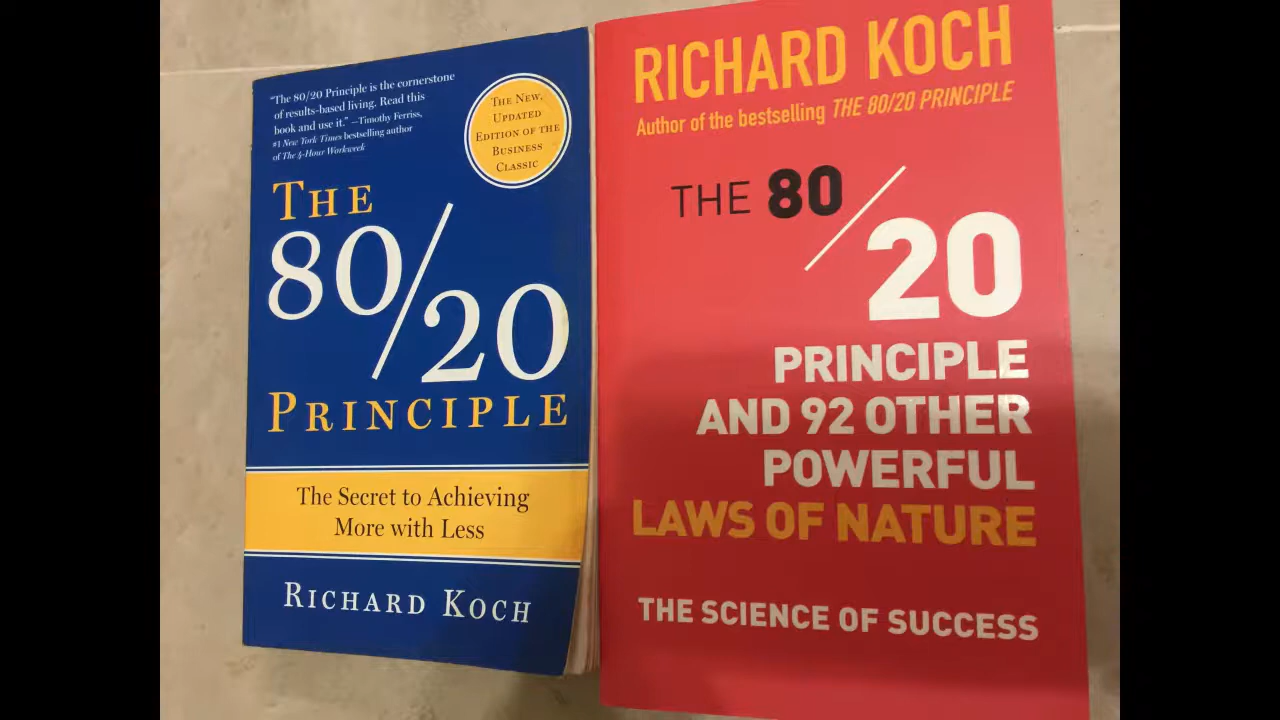 "The 80/20 Principle is the cornerstone
of results-based living. Read this
book and use it." —Timothy Ferriss,
#1 New York Times bestselling author
of The 4-Hour Workweek
The New,
Updated
Edition of the
Business
Classic
The
80/20
Principle
The Secret to Achieving
More with Less
Richard Koch
RICHARD KOCH
Author of the bestselling THE 80/20 PRINCIPLE
THE 80/20
PRINCIPLE
AND 92 OTHER
POWERFUL
LAWS OF NATURE
THE SCIENCE OF SUCCESS